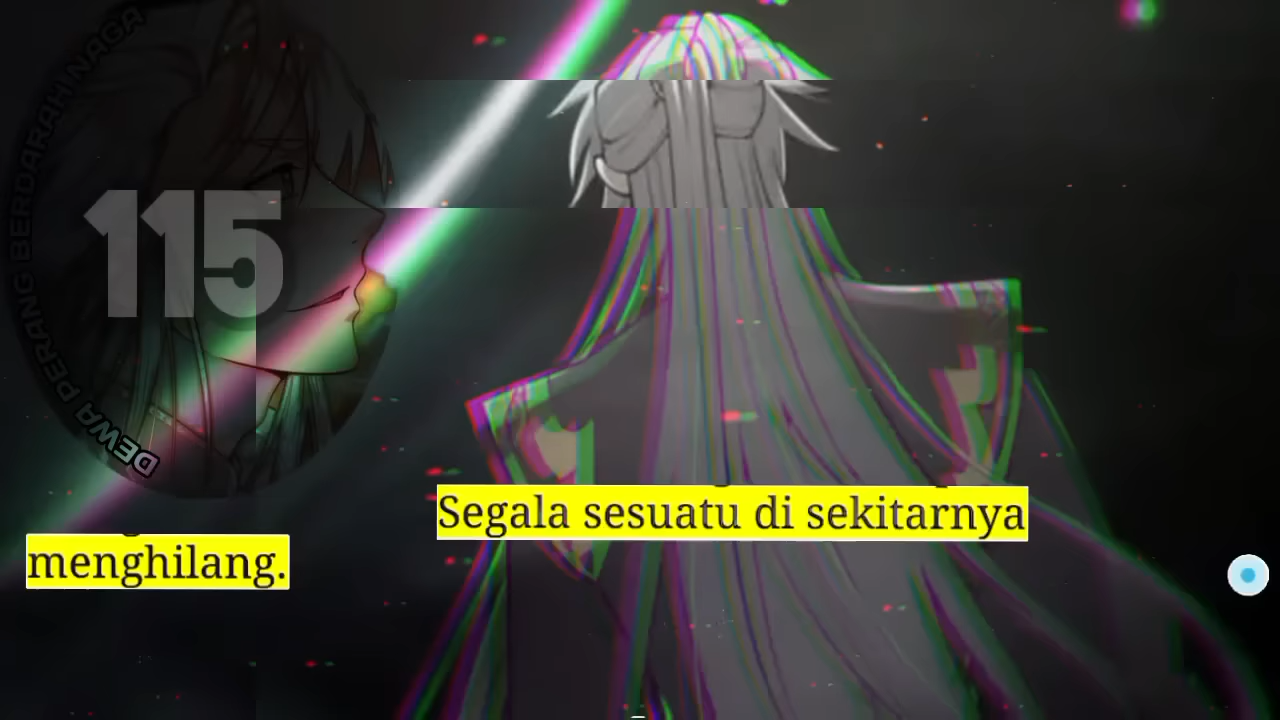 DEWA PERANG BERDARAH NAGA
115
Segala sesuatu di sekitarnya
menghilang.